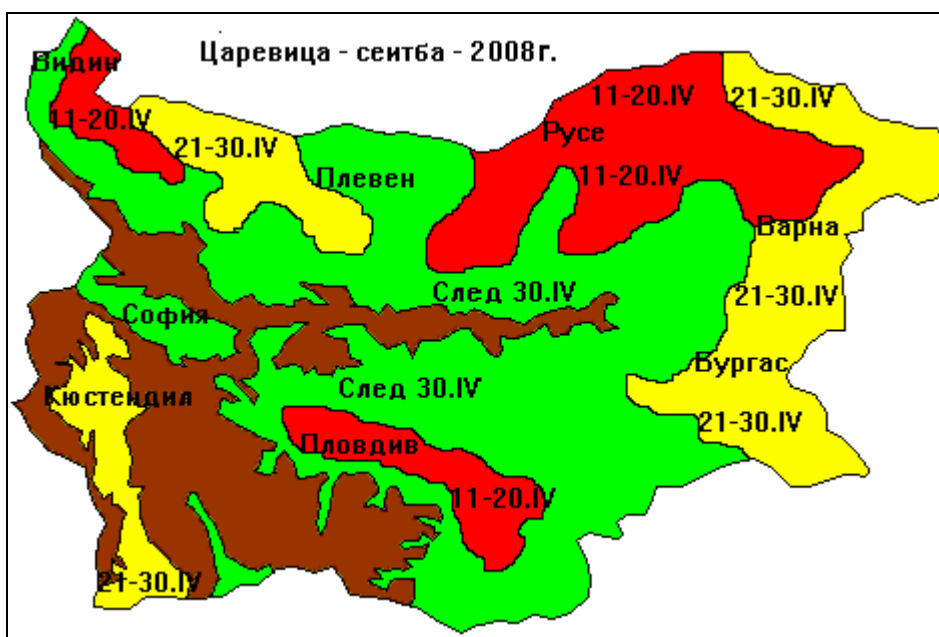 Царевица - сеитба - 2008г.
Видин
11-20.IV
21-30.IV
11-20.IV
21-30.IV
Русе
Плевен
11-20.IV
Варна
След 30.IV
21-30.IV
София
Бургас
Кюстендил
След 30.IV
21-30.IV
Пловдив
11-20.IV
21-30.IV